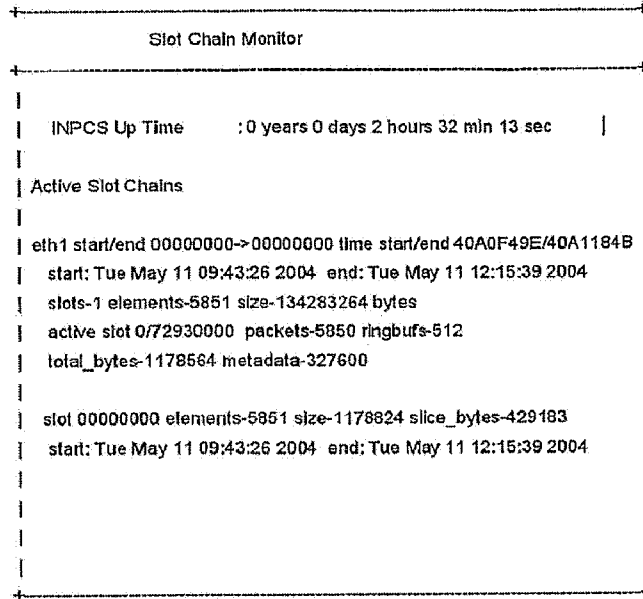 Slot Chain Monitor
INPCS Up Time :0 years 0 days 2 hours 32 min 13 sec |
Active Slot Chains
eth1 start/end 00000000->00000000 time start/end 40A0F49E/40A1184B
start: Tue May 11 09:43:26 2004 end: Tue May 11 12:15:39 2004
slots-1 elements-5851 size-134283264 bytes
active slot 0/72930000 packets-5850 ringbufs-512
total_bytes-1178564 metadata-327600
slot 00000000 elements-5851 size-1178824 slice_bytes-429183
start: Tue May 11 09:43:26 2004 end: Tue May 11 12:15:39 2004